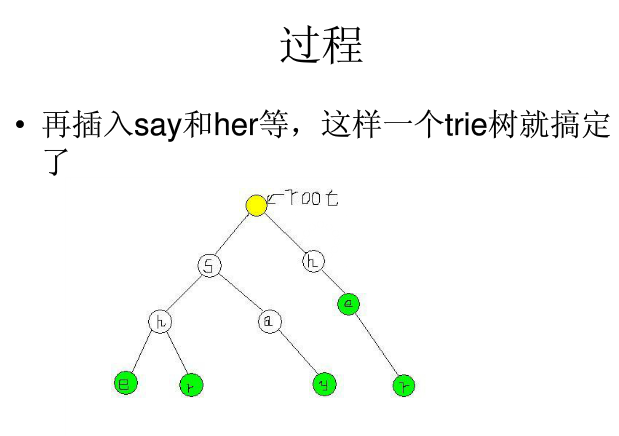 过程
• 再插入say和her等，这样一个trie树就搞定
了
root
S h
e
h a
e r y r